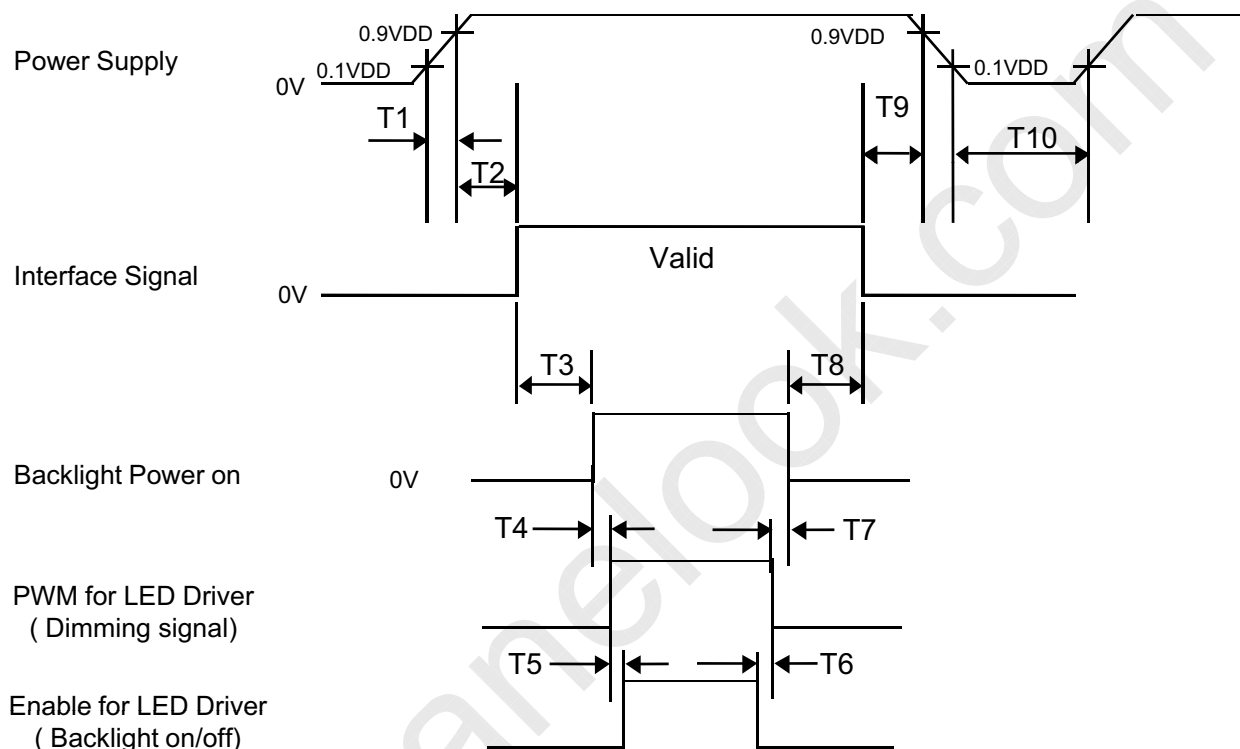 Power Supply
0.9VDD
0.1VDD
0V
0.9VDD
0.1VDD
T1
T2
T9
T10
Interface Signal
0V
Valid
T3
T8
Backlight Power on
0V
T4
T7
PWM for LED Driver
( Dimming signal)
T5
T6
Enable for LED Driver
( Backlight on/off)
anelook.com